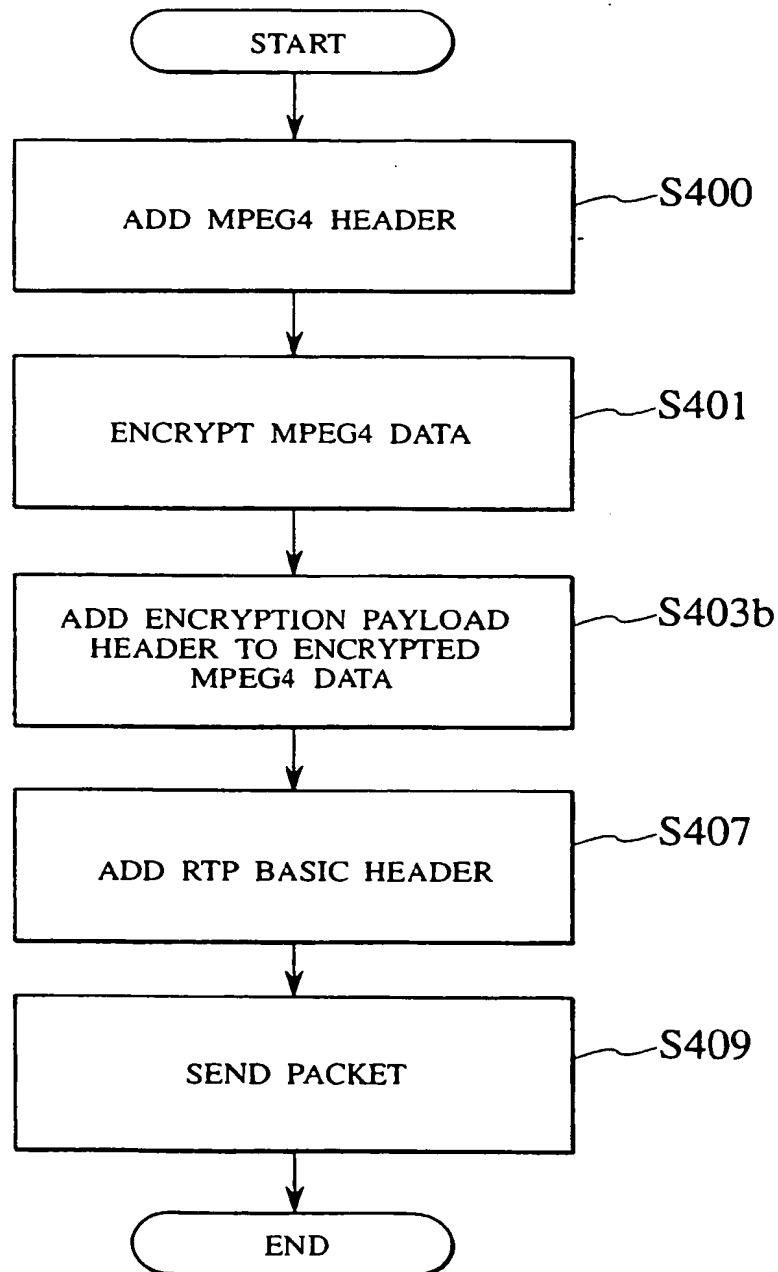 START
ADD MPEG4 HEADER
S400
ENCRYPT MPEG4 DATA
S401
ADD ENCRYPTION PAYLOAD
HEADER TO ENCRYPTED
MPEG4 DATA
S403b
ADD RTP BASIC HEADER
S407
SEND PACKET
S409
END